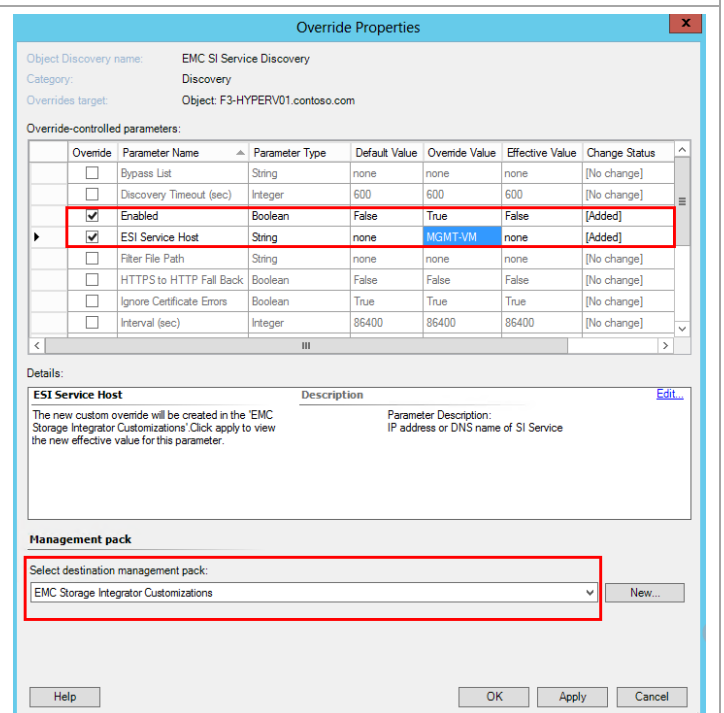 Override Properties
x
Object Discovery name: EMC SI Service Discovery
Category: Discovery
Overrides target: Object: F3-HYPERV01.contoso.com
Override-controlled parameters:
Override Parameter Name Parameter Type Default Value Override Value Effective Value Change Status
Bypass List String none none none [No change]
Discovery Timeout (sec) Integer 600 600 600 [No change]
Enabled Boolean False True False [Added]
ESI Service Host String none MGMT-VM none [Added]
Filter File Path String none none none [No change]
HTTPS to HTTP Fall Back Boolean False False False [No change]
Ignore Certificate Errors Boolean True True True [No change]
Interval (sec) Integer 86400 86400 86400 [No change]
Details:
ESI Service Host Description Edit...
The new custom override will be created in the 'EMC Parameter Description:
Storage Integrator Customizations'.Click apply to view IP address or DNS name of SI Service
the new effective value for this parameter.
Management pack
Select destination management pack:
EMC Storage Integrator Customizations New...
Help OK Apply Cancel